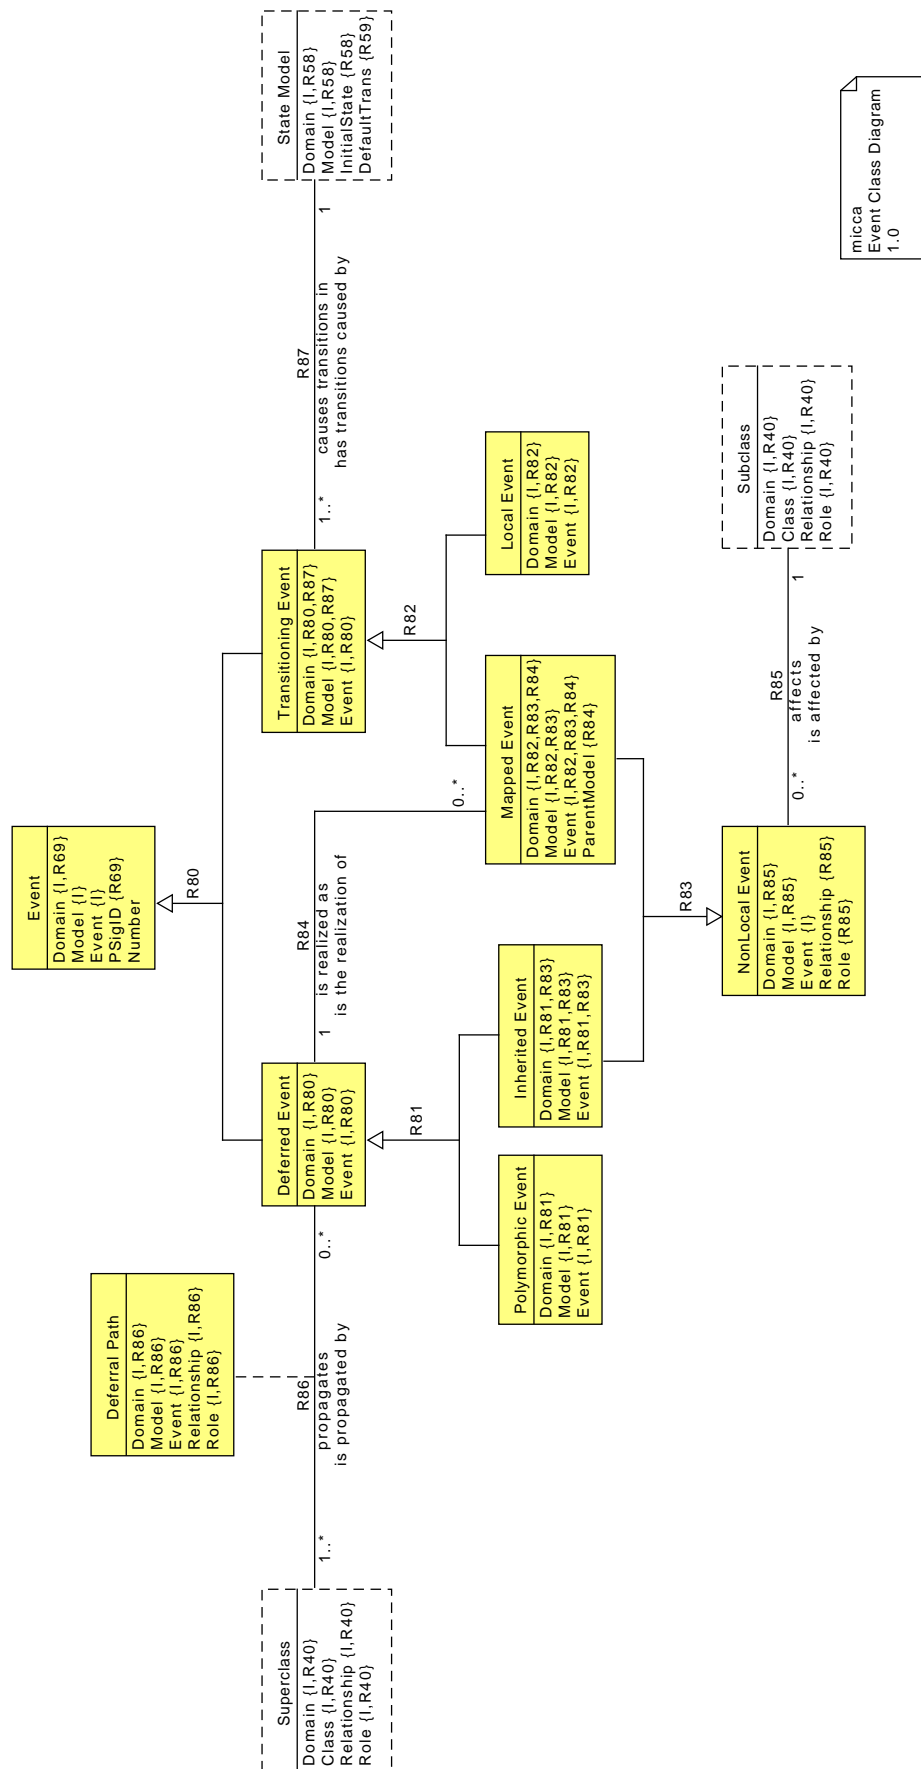 Event
Domain {I,R69}
Model {I}
Event {I}
PSigID {R69}
Number
R80
Deferral Path
Domain {I,R86}
Model {I,R86}
Event {I,R86}
Relationship {I,R86}
Role {I,R86}
Superclass
Domain {I,R40}
Class {I,R40}
Relationship {I,R40}
Role {I,R40}
1..*
R86
propagates
is propagated by
0..*
Deferred Event
Domain {I,R80}
Model {I,R80}
Event {I,R80}
1
R84
is realized as
is the realization of
0..*
Transitioning Event
Domain {I,R80,R87}
Model {I,R80,R87}
Event {I,R80}
1..*
R87
causes transitions in
has transitions caused by
1
State Model
Domain {I,R58}
Model {I,R58}
InitialState {R58}
DefaultTrans {R59}
R81
R82
Polymorphic Event
Domain {I,R81}
Model {I,R81}
Event {I,R81}
Inherited Event
Domain {I,R81,R83}
Model {I,R81,R83}
Event {I,R81,R83}
Mapped Event
Domain {I,R82,R83,R84}
Model {I,R82,R83}
Event {I,R82,R83,R84}
ParentModel {R84}
Local Event
Domain {I,R82}
Model {I,R82}
Event {I,R82}
R83
NonLocal Event
Domain {I,R85}
Model {I,R85}
Event {I}
Relationship {R85}
Role {R85}
0..*
R85
affects
is affected by
1
Subclass
Domain {I,R40}
Class {I,R40}
Relationship {I,R40}
Role {I,R40}
micca
Event Class Diagram
1.0